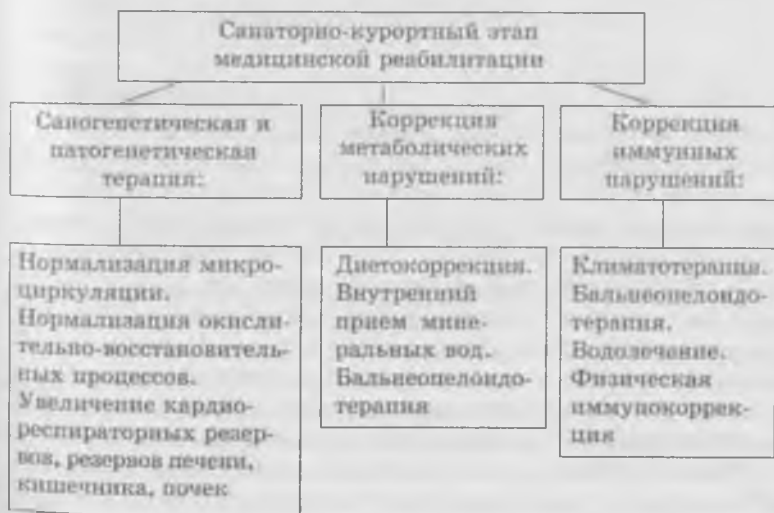 Санаторно-курортный этап
медицинской реабилитации
Саногенетическая и
патогенетическая
терапия:
Коррекция
метаболических
нарушений:
Коррекция
иммунных
нарушений:
Нормализация микро-
циркуляции.
Нормализация окисли-
тельно-восстановитель-
ных процессов.
Увеличение кардио-
респираторных резер-
вов, резервов печени,
кишечника, почек
Диетокоррекция.
Внутренний
прием мине-
ральных вод.
Бальнеопелоидо-
терапия
Климатотерапия.
Бальнеопелоидо-
терапия.
Водолечение.
Физическая
иммунокоррек-
ция